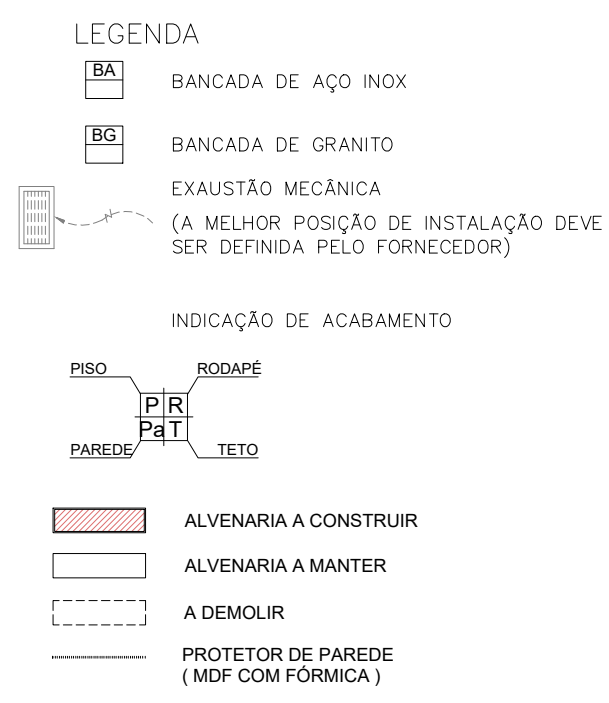 LEGENDA
BA
BANCADA DE AÇO INOX
BG
BANCADA DE GRANITO
EXAUSTÃO MECÂNICA
(A MELHOR POSIÇÃO DE INSTALAÇÃO DEVE
SER DEFINIDA PELO FORNECEDOR)
INDICAÇÃO DE ACABAMENTO
PISO RODAPÉ
P R
Pa T
PAREDE TETO
ALVENARIA A CONSTRUIR
ALVENARIA A MANTER
A DEMOLIR
PROTETOR DE PAREDE
( MDF COM FÓRMICA )